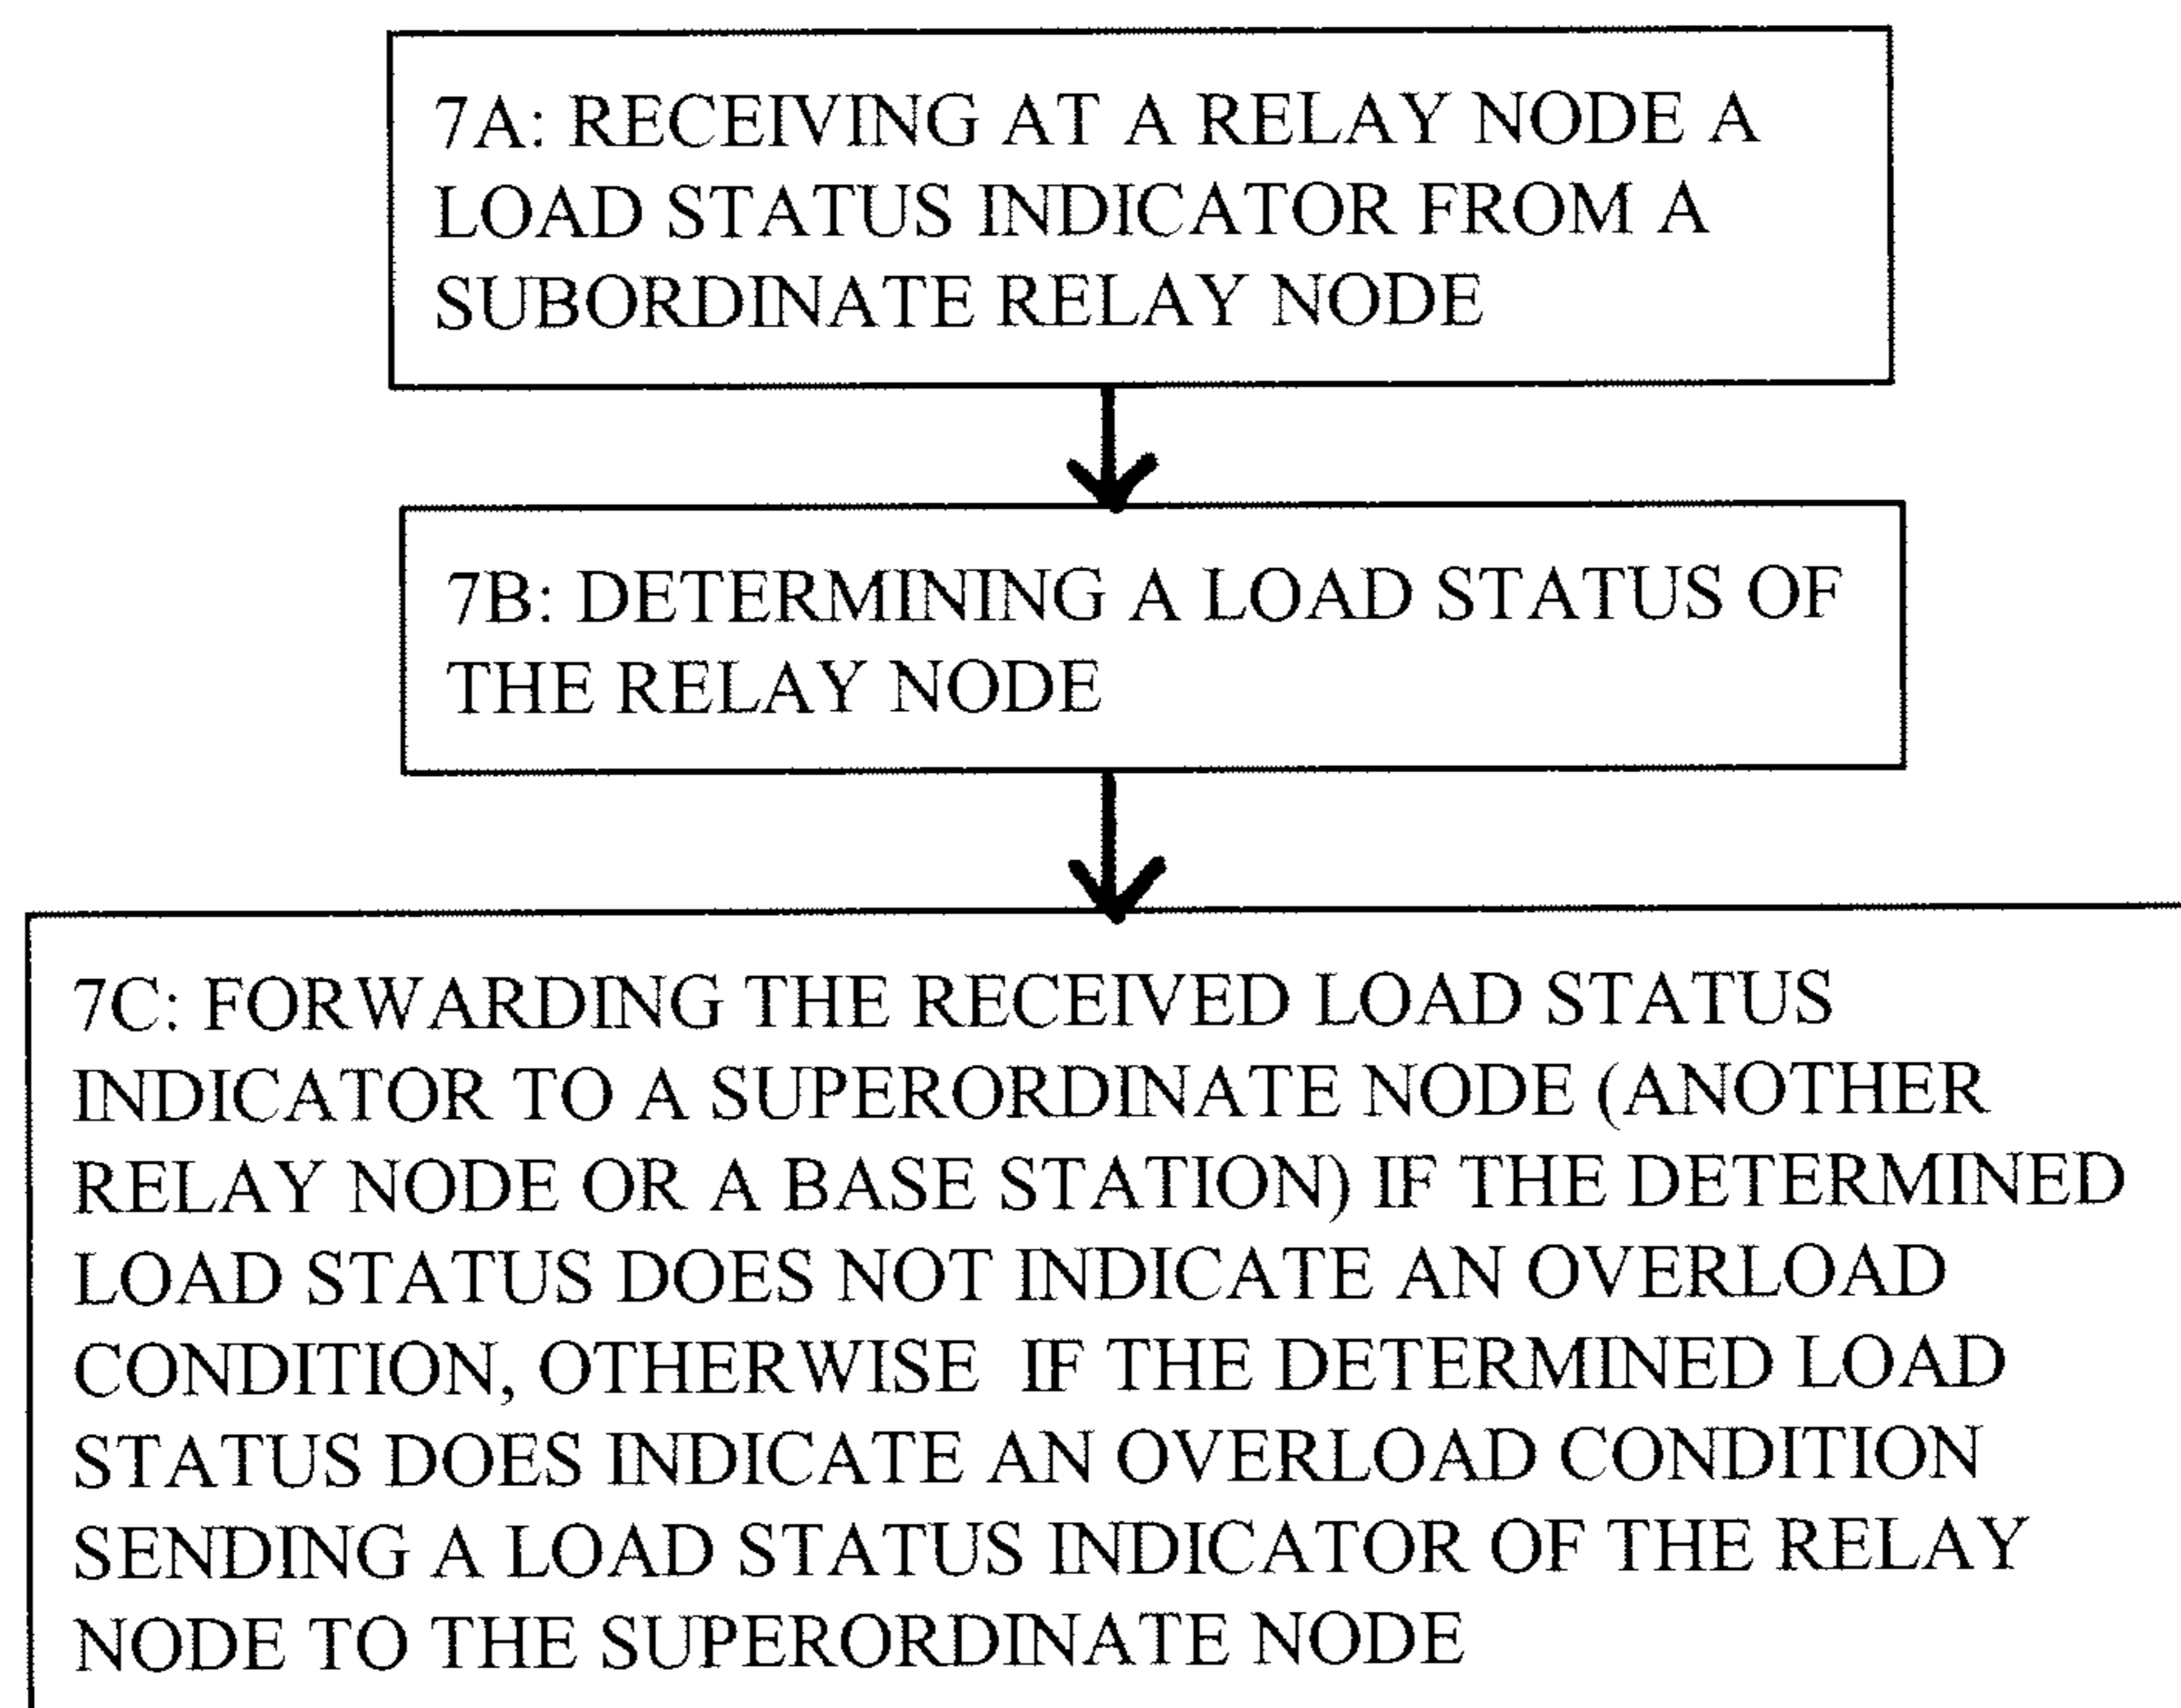 7A: RECEIVING AT A RELAY NODE A
LOAD STATUS INDICATOR FROM A
SUBORDINATE RELAY NODE
7B: DETERMINING A LOAD STATUS OF
THE RELAY NODE
7C: FORWARDING THE RECEIVED LOAD STATUS
INDICATOR TO A SUPERORDINATE NODE (ANOTHER
RELAY NODE OR A BASE STATION) IF THE DETERMINED
LOAD STATUS DOES NOT INDICATE AN OVERLOAD
CONDITION, OTHERWISE IF THE DETERMINED LOAD
STATUS DOES INDICATE AN OVERLOAD CONDITION
SENDING A LOAD STATUS INDICATOR OF THE RELAY
NODE TO THE SUPERORDINATE NODE